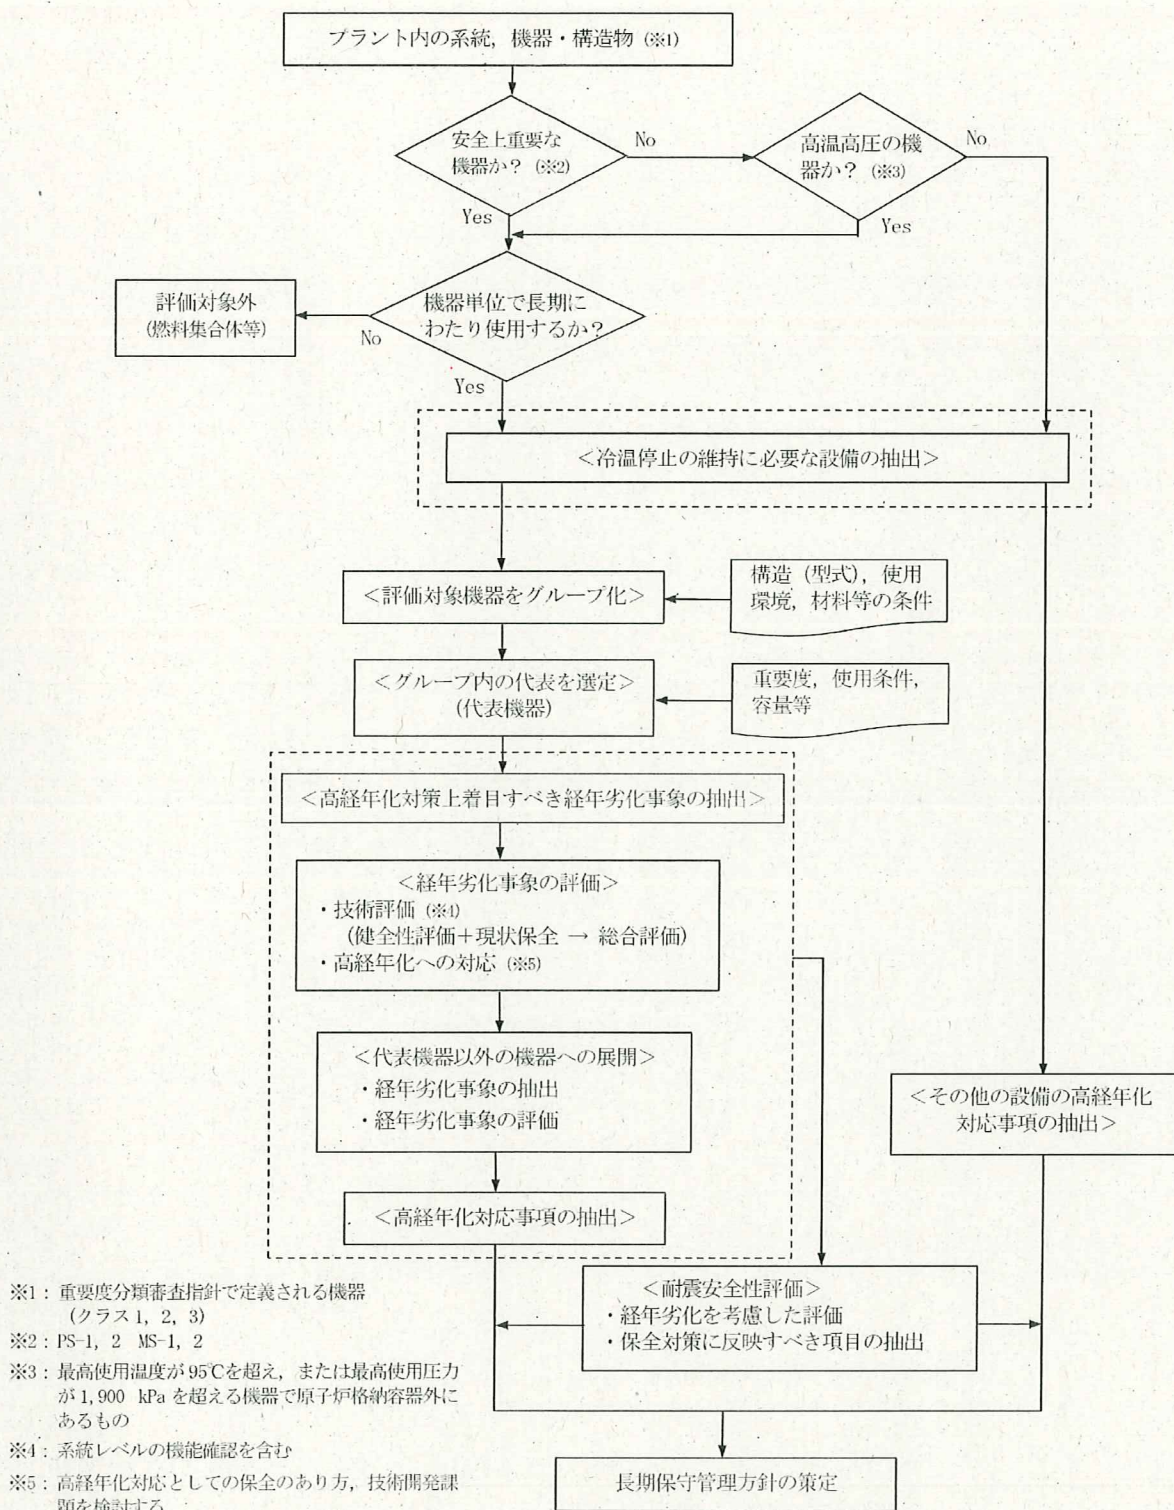 プラント内の系統，機器・構造物 (※1)
安全上重要な
機器か？ (※2)
No
高温高圧の機
器か？ (※3)
No
Yes
Yes
機器単位で長期に
わたり使用するか？
評価対象外
(燃料集合体等)
No
Yes
＜冷温停止の維持に必要な設備の抽出＞
＜評価対象機器をグループ化＞
構造 (型式)，使用
環境，材料等の条件
＜グループ内の代表を選定＞
(代表機器)
重要度，使用条件，
容量等
＜高経年化対策上着目すべき経年劣化事象の抽出＞
＜経年劣化事象の評価＞
・技術評価 (※4)
(健全性評価＋現状保全 → 総合評価)
・高経年化への対応 (※5)
＜代表機器以外の機器への展開＞
・経年劣化事象の抽出
・経年劣化事象の評価
＜その他の設備の高経年化
対応事項の抽出＞
＜高経年化対応事項の抽出＞
＜耐震安全性評価＞
・経年劣化を考慮した評価
・保全対策に反映すべき項目の抽出
長期保守管理方針の策定
※1：重要度分類審査指針で定義される機器
(クラス 1, 2, 3)
※2：PS-1, 2 MS-1, 2
※3：最高使用温度が 95℃を超え，または最高使用圧力
が 1,900 kPa を超える機器で原子炉格納容器外に
あるもの
※4：系統レベルの機能確認を含む
※5：高経年化対応としての保全のあり方，技術開発課
題を検討する